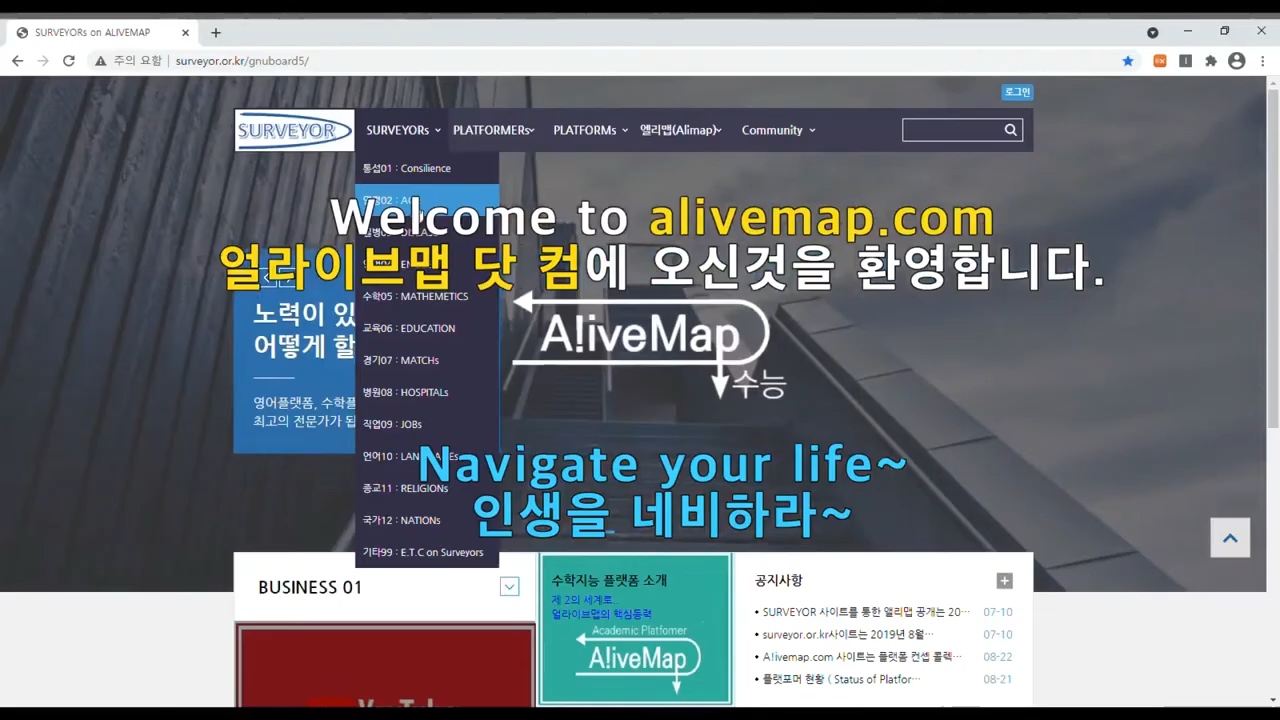 SURVEYORs on ALIVEMAP
주의 요함 | surveyor.or.kr/gnuboard5/
로그인
SURVEYOR
SURVEYORs
PLATFORMERs
PLATFORMs
앨리맵(Alimap)
Community
통섭01 : Consilience
Welcome to alivemap.com
얼라이브맵 닷 컴에 오신것을 환영합니다.
수학05 : MATHEMETICS
노력이 있
어떻게 할
A!iveMap
수능
교육06 : EDUCATION
경기07 : MATCHs
병원08 : HOSPITALs
영어플랫폼, 수학플
최고의 전문가가 됩
직업09 : JOBs
언어10 :
Navigate your life~
인생을 네비하라~
종교11 : RELIGIONs
국가12 : NATIONs
기타99 : E.T.C on Surveyors
BUSINESS 01
수학지능 플랫폼 소개
제 2의 세계로...
얼라이브맵의 핵심동력
Academic Platfomer
A!iveMap
공지사항
• SURVEYOR 사이트를 통한 앨리맵 공개는 20… 07-10
• surveyor.or.kr사이트는 2019년 8월… 07-10
• A!ivemap.com 사이트는 플랫폼 컨셉 콜렉… 08-22
• 플랫포머 현황 ( Status of Platfor… 08-21